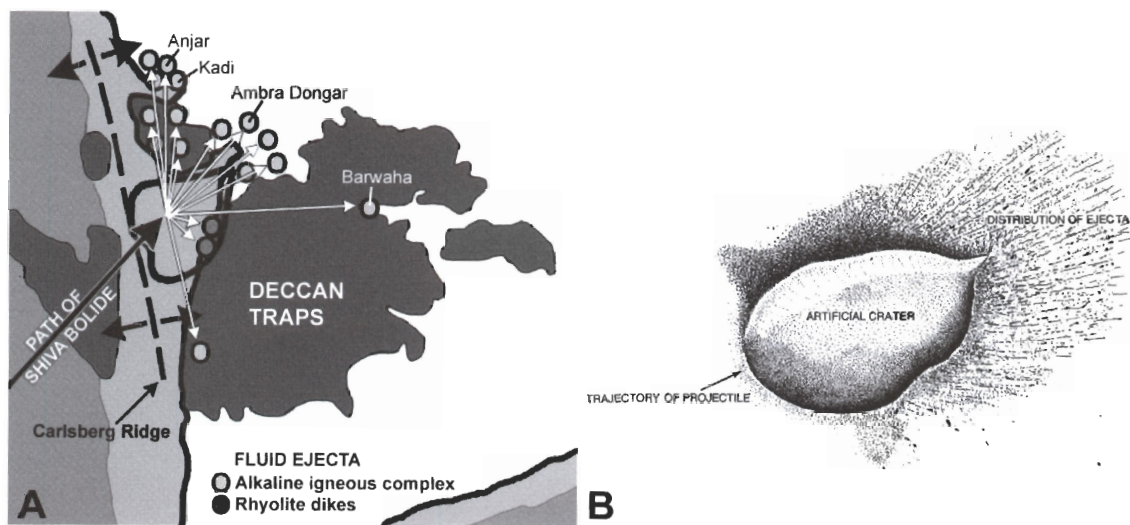 Anjar
Kadi
Ambra Dongar
Barwaha
DECCAN
TRAPS
PATH OF
SHIVA BOLIDE
Carlsberg Ridge
FLUID EJECTA
Alkaline igneous complex
Rhyolite dikes
A
DISTRIBUTION OF EJECTA
ARTIFICIAL CRATER
TRAJECTORY OF PROJECTILE
B